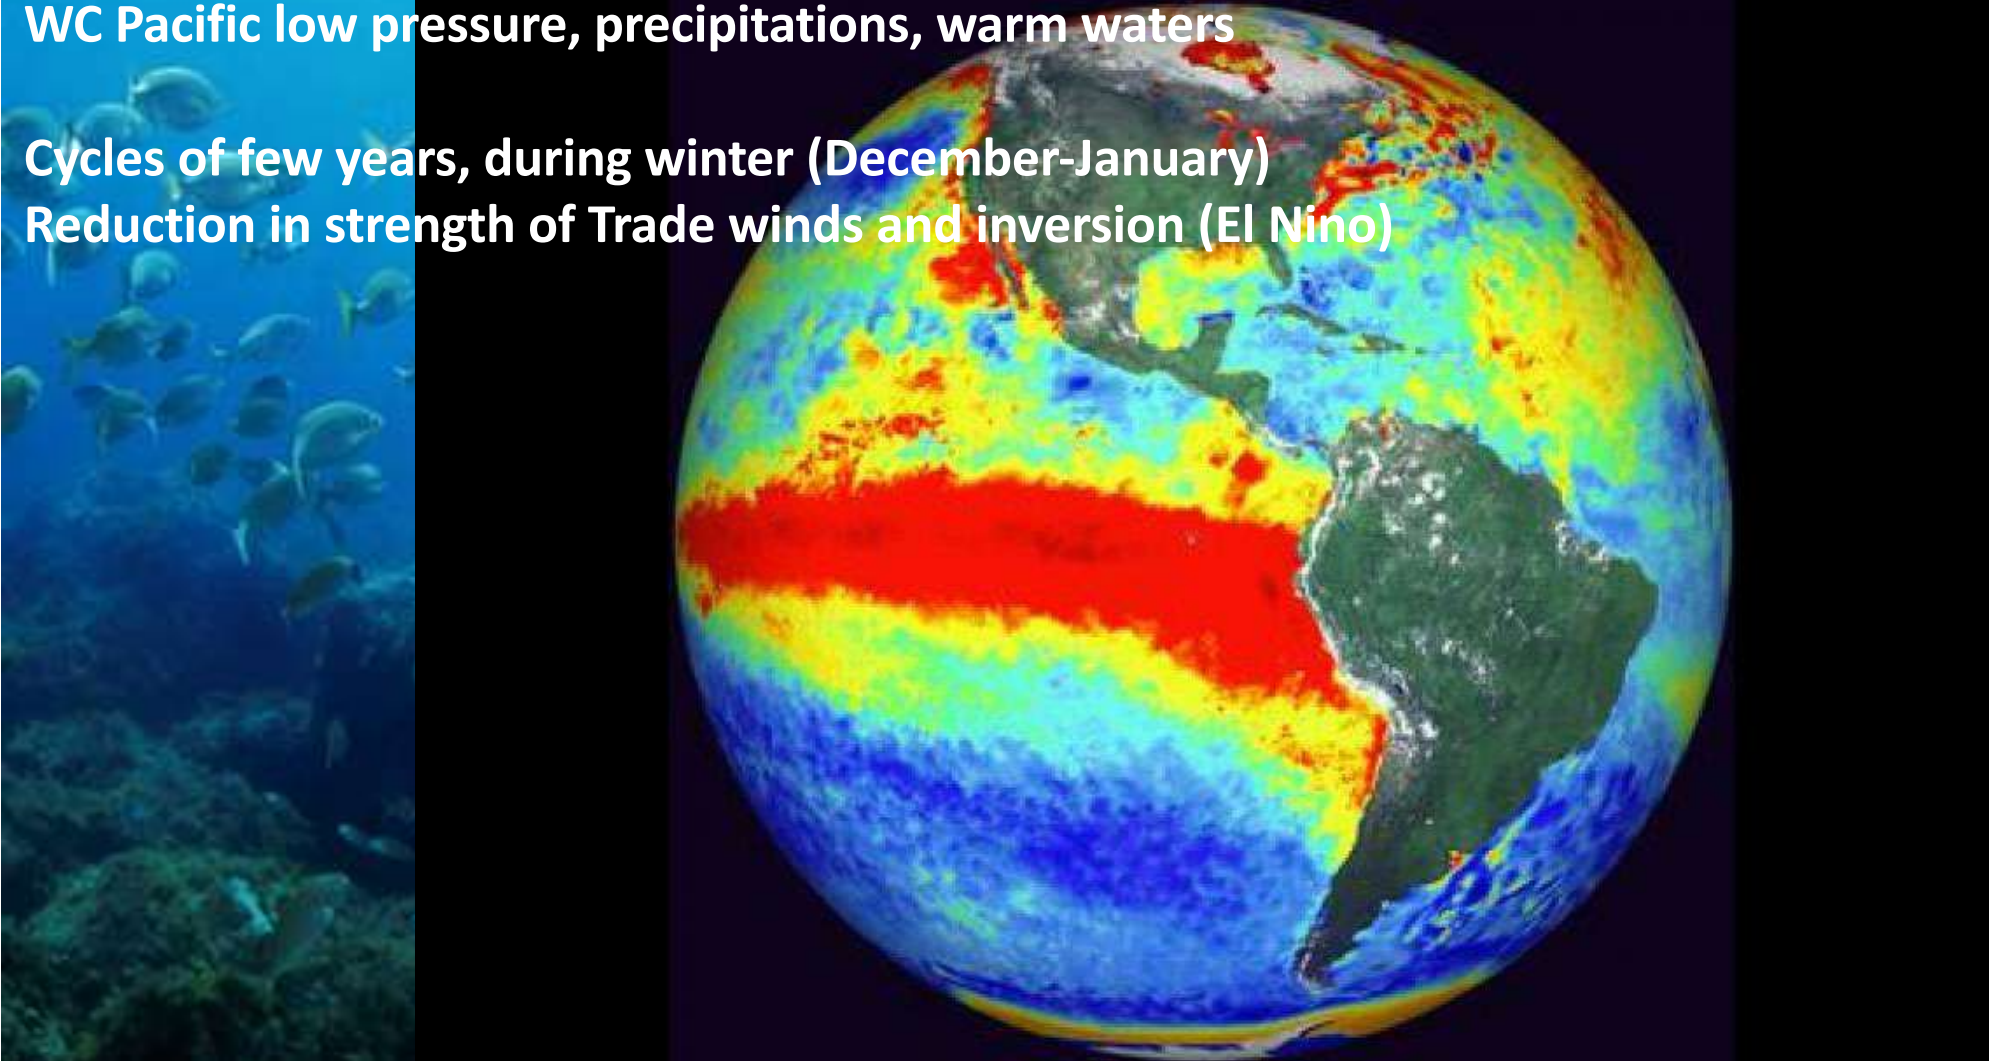 WC Pacific low pressure, precipitations, warm waters
Cycles of few years, during winter (December-January)
Reduction in strength of Trade winds and inversion (El Nino)